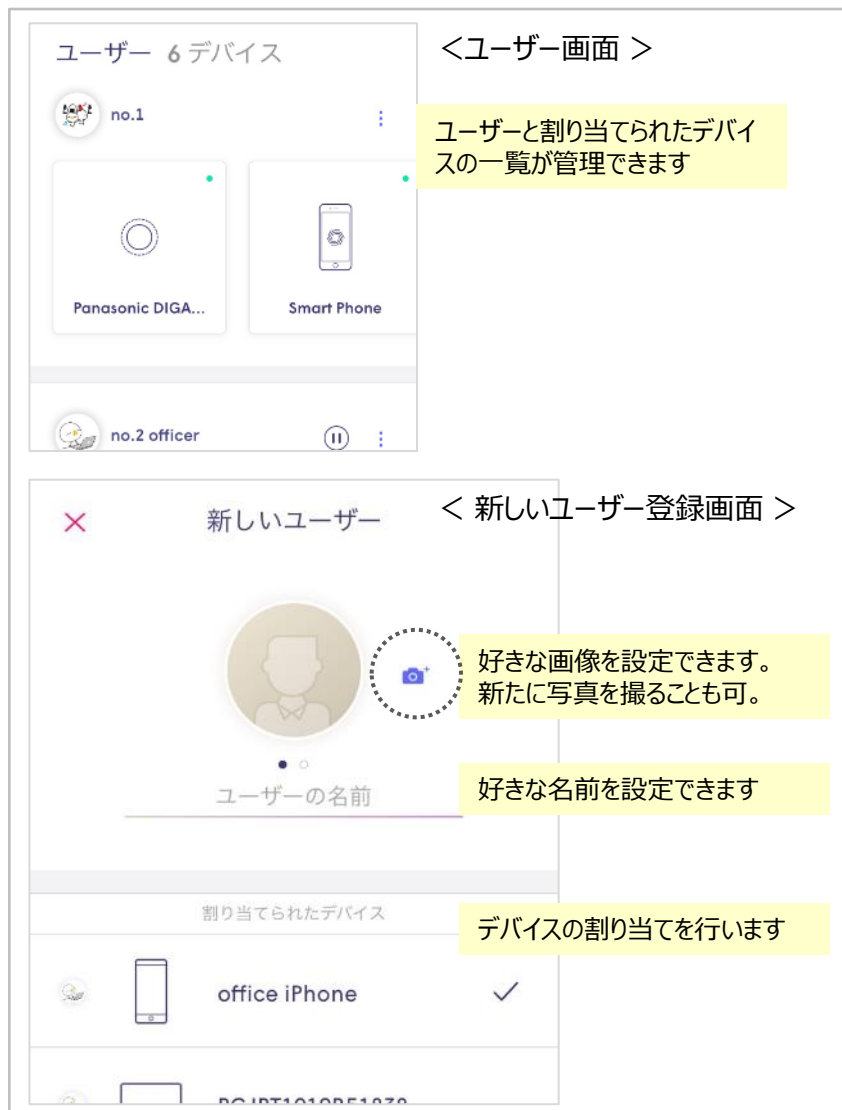 ユーザー 6 デバイス
＜ユーザー画面 ＞
no.1
ユーザーと割り当てられたデバイ
スの一覧が管理できます
Panasonic DIGA...
Smart Phone
no.2 officer
新しいユーザー
＜ 新しいユーザー登録画面 ＞
好きな画像を設定できます。
新たに写真を撮ることも可。
ユーザーの名前
好きな名前を設定できます
割り当てられたデバイス
デバイスの割り当てを行います
office iPhone